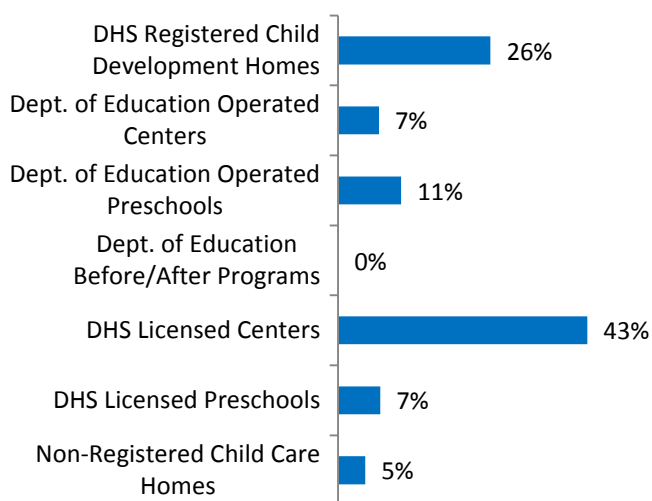 DHS Registered Child
Development Homes
26%
Dept. of Education Operated
Centers
7%
Dept. of Education Operated
Preschools
11%
Dept. of Education
Before/After Programs
0%
DHS Licensed Centers
43%
DHS Licensed Preschools
7%
Non-Registered Child Care
Homes
5%